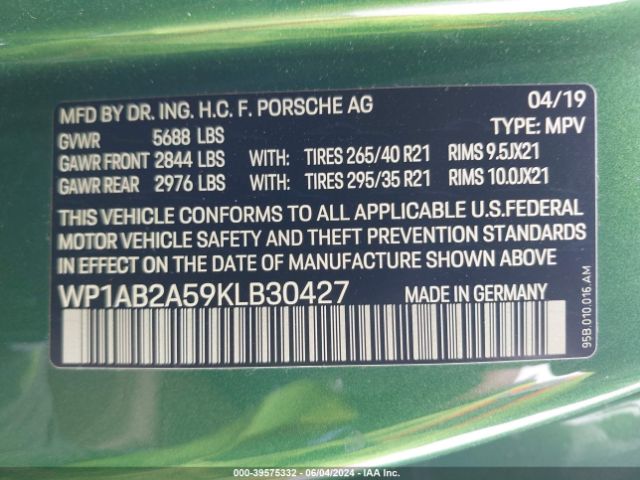 MFD BY DR. ING. H.C. F. PORSCHE AG 04/19
GVWR 5688 LBS TYPE: MPV
GAWR FRONT 2844 LBS WITH: TIRES 265/40 R21 RIMS 9.5JX21
GAWR REAR 2976 LBS WITH: TIRES 295/35 R21 RIMS 10.0JX21
THIS VEHICLE CONFORMS TO ALL APPLICABLE U.S.FEDERAL
MOTOR VEHICLE SAFETY AND THEFT PREVENTION STANDARDS
IN EFFECT ON THE DATE OF MANUFACTURE SHOWN ABOVE
WP1AB2A59KLB30427 MADE IN GERMANY
95B.010.016.AM
000-39575332 - 06/04/2024 - IAA Inc.